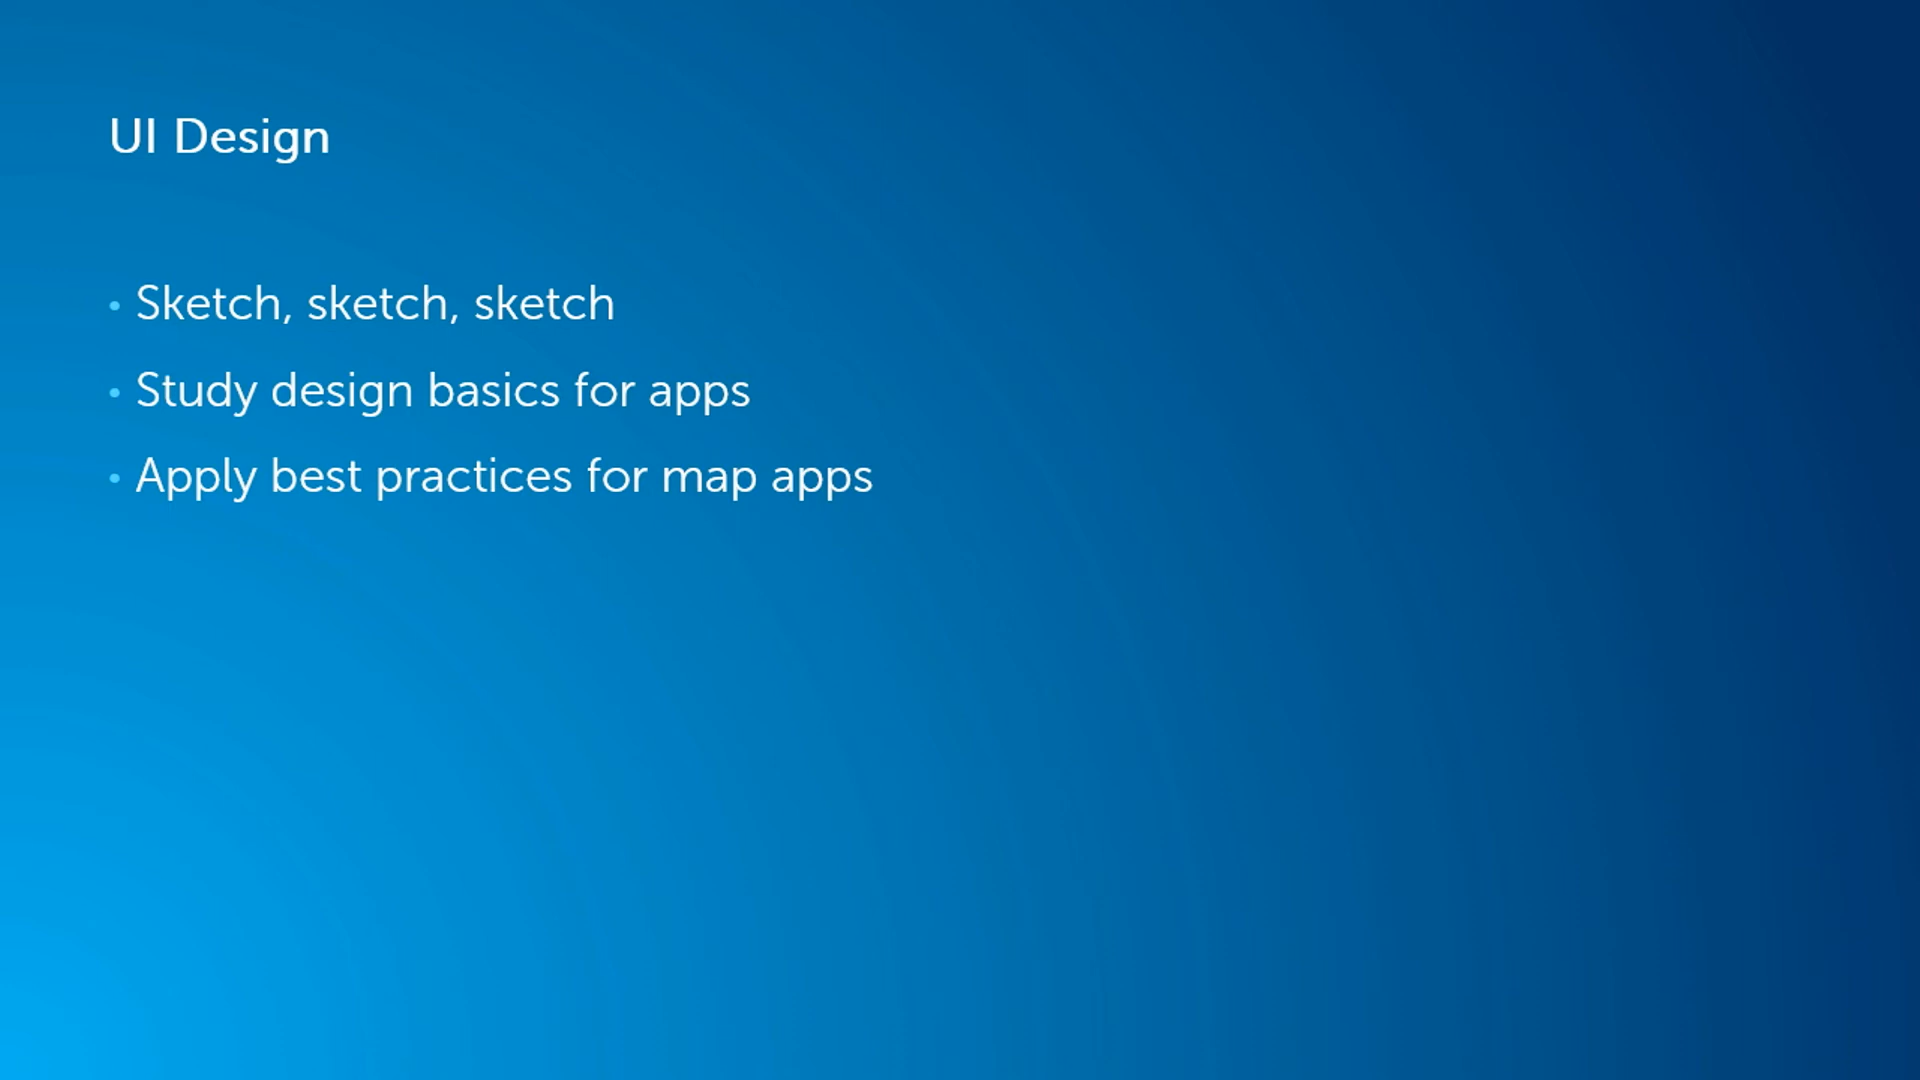 UI Design
• Sketch, sketch, sketch
• Study design basics for apps
• Apply best practices for map apps